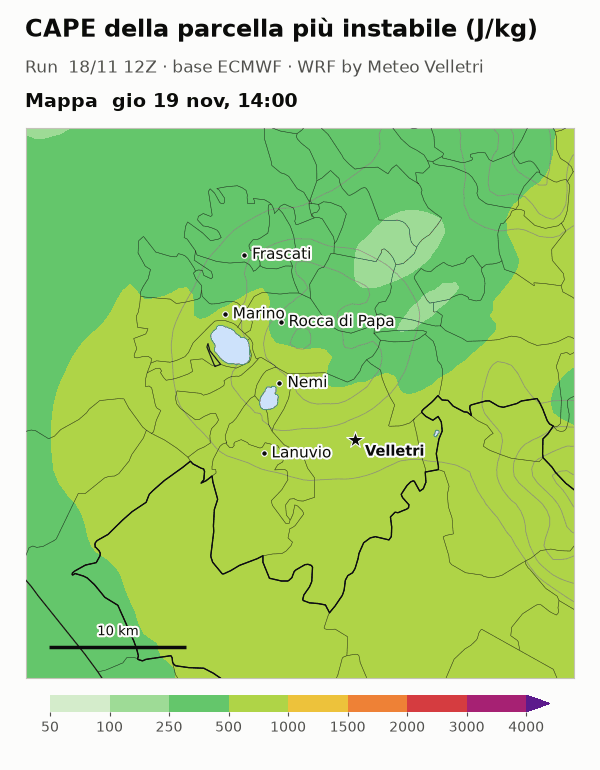 CAPE della parcella più instabile (J/kg)
Run 18/11 12Z · base ECMWF · WRF by Meteo Velletri
Mappa gio 19 nov, 14:00
Frascati
Marino
Rocca di Papa
Nemi
Velletri
Lanuvio
10 km
50 100 250 500 1000 1500 2000 3000 4000